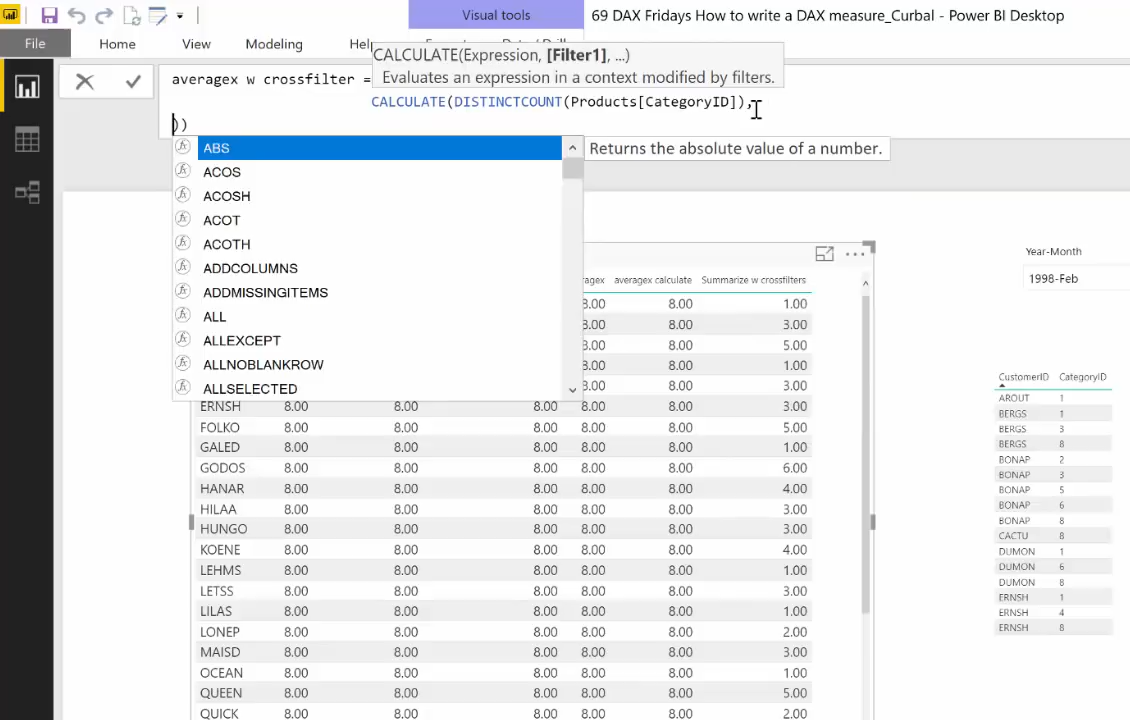 Visual tools
69 DAX Fridays How to write a DAX measure_Curbal - Power BI Desktop
File Home View Modeling Hel
CALCULATE(Expression, [Filter1], ...)
Evaluates an expression in a context modified by filters.
averagex w crossfilter =
CALCULATE(DISTINCTCOUNT(Products[CategoryID]),
))
ABS
Returns the absolute value of a number.
ACOS
ACOSH
ACOT
ACOTH
ADDCOLUMNS
ADDMISSINGITEMS
ALL
ALLEXCEPT
ALLNOBLANKROW
ALLSELECTED
ragex averagex calculate Summarize w crossfilters
8.00 8.00 1.00
8.00 8.00 3.00
8.00 8.00 5.00
8.00 8.00 1.00
8.00 8.00 3.00
ERNSH 8.00 8.00 8.00 8.00 8.00 3.00
FOLKO 8.00 8.00 8.00 8.00 8.00 5.00
GALED 8.00 8.00 8.00 8.00 8.00 1.00
GODOS 8.00 8.00 8.00 8.00 8.00 6.00
HANAR 8.00 8.00 8.00 8.00 8.00 4.00
HILAA 8.00 8.00 8.00 8.00 8.00 3.00
HUNGO 8.00 8.00 8.00 8.00 8.00 3.00
KOENE 8.00 8.00 8.00 8.00 8.00 4.00
LEHMS 8.00 8.00 8.00 8.00 8.00 1.00
LETSS 8.00 8.00 8.00 8.00 8.00 3.00
LILAS 8.00 8.00 8.00 8.00 8.00 1.00
LONEP 8.00 8.00 8.00 8.00 8.00 2.00
MAISD 8.00 8.00 8.00 8.00 8.00 3.00
OCEAN 8.00 8.00 8.00 8.00 8.00 1.00
QUEEN 8.00 8.00 8.00 8.00 8.00 5.00
QUICK 8.00 8.00 8.00 8.00 8.00 2.00
Year-Month
1998-Feb
CustomerID CategoryID
AROUT 1
BERGS 1
BERGS 3
BERGS 8
BONAP 2
BONAP 3
BONAP 5
BONAP 6
BONAP 8
CACTU 8
DUMON 1
DUMON 6
DUMON 8
ERNSH 1
ERNSH 4
ERNSH 8